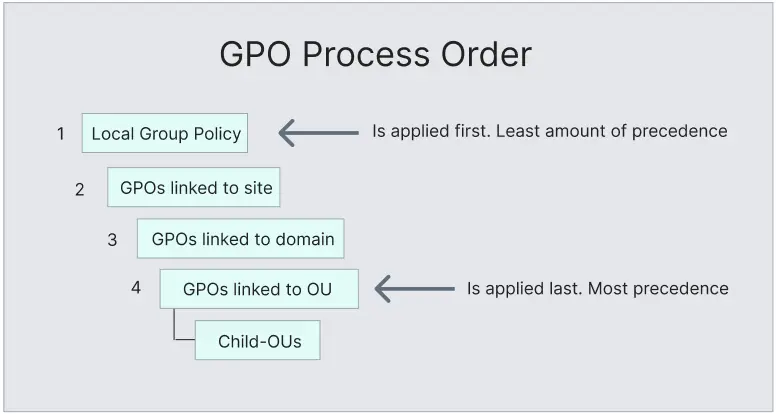 GPO Process Order
1 Local Group Policy Is applied first. Least amount of precedence
2 GPOs linked to site
3 GPOs linked to domain
4 GPOs linked to OU Is applied last. Most precedence
Child-OUs